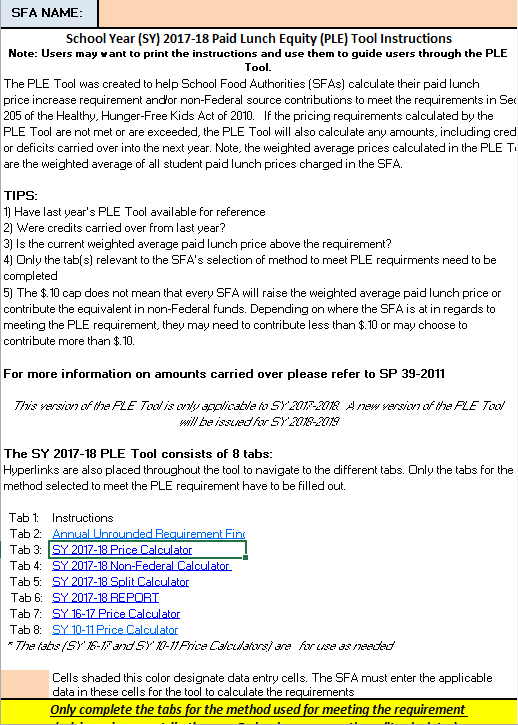 SFA NAME:
School Year (SY) 2017-18 Paid Lunch Equity (PLE) Tool Instructions
Note: Users may want to print the instructions and use them to guide users through the PLE
Tool.
The PLE Tool was created to help School Food Authorities (SFAs) calculate their paid lunch
price increase requirement and/or non-Federal source contributions to meet the requirements in Sec
205 of the Healthy, Hunger-Free Kids Act of 2010. If the pricing requirements calculated by the
PLE Tool are not met or are exceeded, the PLE Tool will also calculate any amounts, including cred
or deficits carried over into the next year. Note, the weighted average prices calculated in the PLE T
are the weighted average of all student paid lunch prices charged in the SFA.
TIPS:
1) Have last year's PLE Tool available for reference
2) Were credits carried over from last year?
3) Is the current weighted average paid lunch price above the requirement?
4) Only the tab(s) relevant to the SFA's selection of method to meet PLE requirments need to be
completed
5) The $.10 cap does not mean that every SFA will raise the weighted average paid lunch price or
contribute the equivalent in non-Federal funds. Depending on where the SFA is at in regards to
meeting the PLE requirement, they may need to contribute less than $.10 or may choose to
contribute more than $.10.
For more information on amounts carried over please refer to SP 39-2011
This version of the PLE Tool is only applicable to SY 2017-2018. A new version of the PLE Tool
will be issued for SY 2018-2019
The SY 2017-18 PLE Tool consists of 8 tabs:
Hyperlinks are also placed throughout the tool to navigate to the different tabs. Only the tabs for the
method selected to meet the PLE requirement have to be filled out.
Tab 1: Instructions
Tab 2: Annual Unrounded Requirement Finc
Tab 3: SY 2017-18 Price Calculator
Tab 4: SY 2017-18 Non-Federal Calculator
Tab 5: SY 2017-18 Split Calculator
Tab 6: SY 2017-18 REPORT
Tab 7: SY 16-17 Price Calculator
Tab 8: SY 10-11 Price Calculator
* The tabs (SY 16-17 and SY 10-11 Price Calculators) are for use as needed
Cells shaded this color designate data entry cells. The SFA must enter the applicable
data in these cells for the tool to calculate the requirements
Only complete the tabs for the method used for meeting the requirement